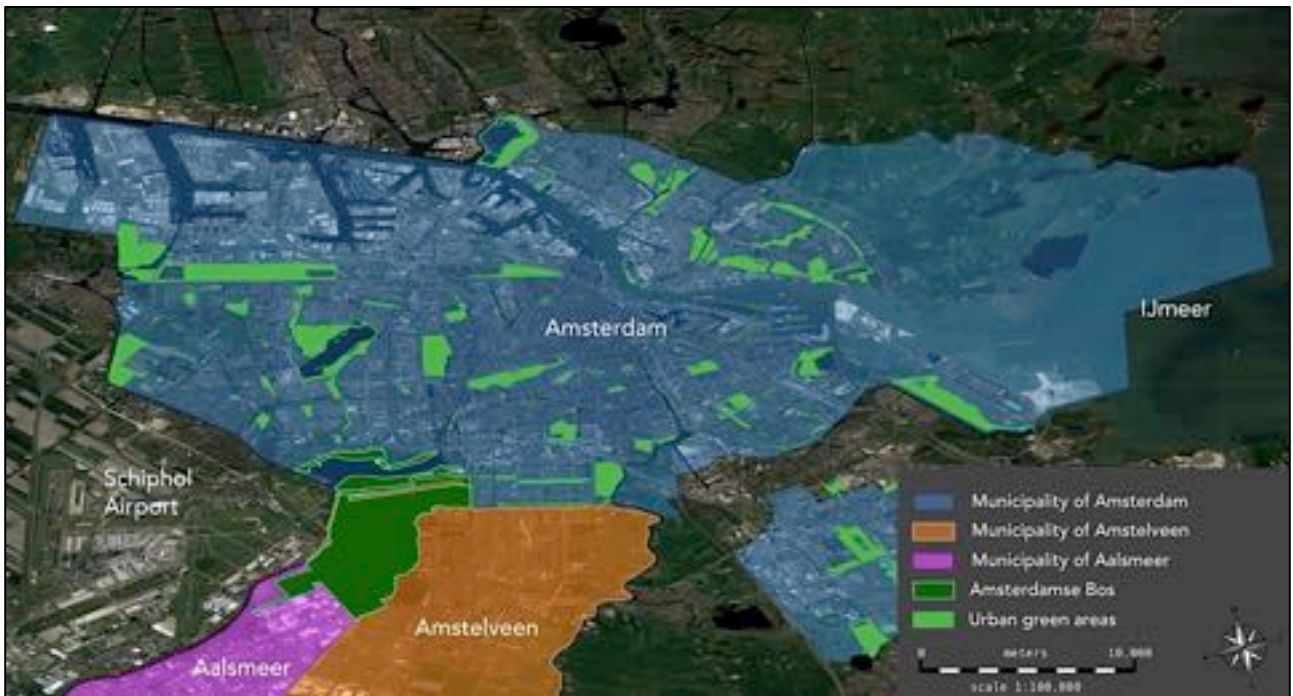 Amsterdam
IJmeer
Schiphol
Airport
Amstelveen
Aalsmeer
Municipality of Amsterdam
Municipality of Amstelveen
Municipality of Aalsmeer
Amsterdamse Bos
Urban green areas
0 meters 10.000
scale 1:100.000